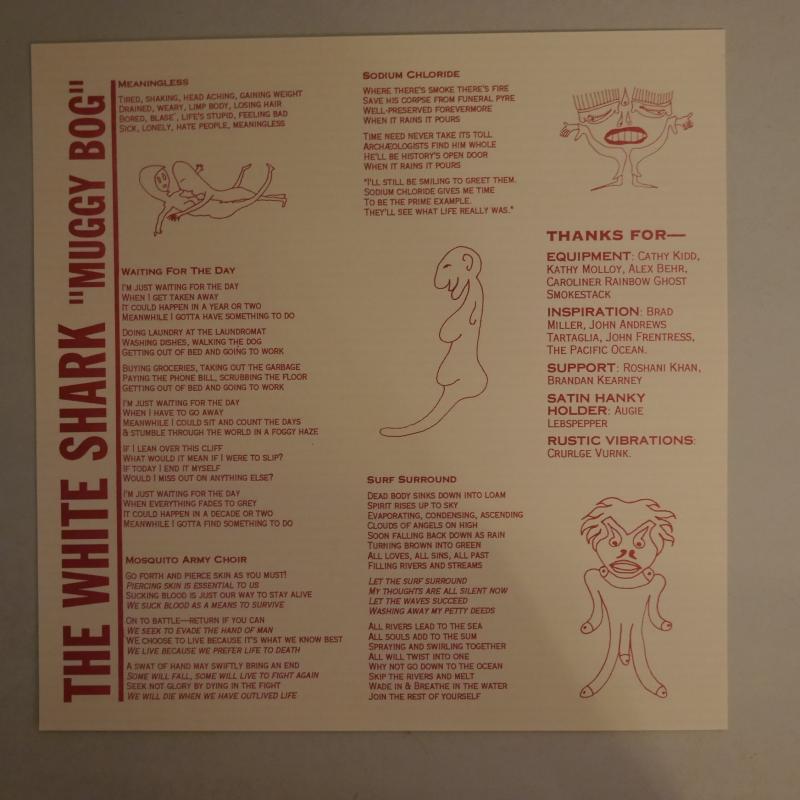 THE WHITE SHARK "MUGGY BOG"
MEANINGLESS
TIRED, SHAKING, HEAD ACHING, GAINING WEIGHT
DRAINED, WEARY, LIMP BODY, LOSING HAIR
BORED, BLASE´, LIFE'S STUPID, FEELING BAD
SICK, LONELY, HATE PEOPLE, MEANINGLESS
WAITING FOR THE DAY
I'M JUST WAITING FOR THE DAY
WHEN I GET TAKEN AWAY
IT COULD HAPPEN IN A YEAR OR TWO
MEANWHILE I GOTTA HAVE SOMETHING TO DO
DOING LAUNDRY AT THE LAUNDROMAT
WASHING DISHES, WALKING THE DOG
GETTING OUT OF BED AND GOING TO WORK
BUYING GROCERIES, TAKING OUT THE GARBAGE
PAYING THE PHONE BILL, SCRUBBING THE FLOOR
GETTING OUT OF BED AND GOING TO WORK
I'M JUST WAITING FOR THE DAY
WHEN I HAVE TO GO AWAY
MEANWHILE I COULD SIT AND COUNT THE DAYS
& STUMBLE THROUGH THE WORLD IN A FOGGY HAZE
IF I LEAN OVER THIS CLIFF
WHAT WOULD IT MEAN IF I WERE TO SLIP?
IF TODAY I END IT MYSELF
WOULD I MISS OUT ON ANYTHING ELSE?
I'M JUST WAITING FOR THE DAY
WHEN EVERYTHING FADES TO GREY
IT COULD HAPPEN IN A DECADE OR TWO
MEANWHILE I GOTTA FIND SOMETHING TO DO
MOSQUITO ARMY CHOIR
GO FORTH AND PIERCE SKIN AS YOU MUST!
PIERCING SKIN IS ESSENTIAL TO US
SUCKING BLOOD IS JUST OUR WAY TO STAY ALIVE
WE SUCK BLOOD AS A MEANS TO SURVIVE
ON TO BATTLE—RETURN IF YOU CAN
WE SEEK TO EVADE THE HAND OF MAN
WE CHOOSE TO LIVE BECAUSE IT'S WHAT WE KNOW BEST
WE LIVE BECAUSE WE PREFER LIFE TO DEATH
A SWAT OF HAND MAY SWIFTLY BRING AN END
SOME WILL FALL, SOME WILL LIVE TO FIGHT AGAIN
SEEK NOT GLORY BY DYING IN THE FIGHT
WE WILL DIE WHEN WE HAVE OUTLIVED LIFE
SODIUM CHLORIDE
WHERE THERE'S SMOKE THERE'S FIRE
SAVE HIS CORPSE FROM FUNERAL PYRE
WELL-PRESERVED FOREVERMORE
WHEN IT RAINS IT POURS
TIME NEED NEVER TAKE ITS TOLL
ARCHÆOLOGISTS FIND HIM WHOLE
HE'LL BE HISTORY'S OPEN DOOR
WHEN IT RAINS IT POURS
"I'LL STILL BE SMILING TO GREET THEM.
SODIUM CHLORIDE GIVES ME TIME
TO BE THE PRIME EXAMPLE.
THEY'LL SEE WHAT LIFE REALLY WAS."
SURF SURROUND
DEAD BODY SINKS DOWN INTO LOAM
SPIRIT RISES UP TO SKY
EVAPORATING, CONDENSING, ASCENDING
CLOUDS OF ANGELS ON HIGH
SOON FALLING BACK DOWN AS RAIN
TURNING BROWN INTO GREEN
ALL LOVES, ALL SINS, ALL PAST
FILLING RIVERS AND STREAMS
LET THE SURF SURROUND
MY THOUGHTS ARE ALL SILENT NOW
LET THE WAVES SUCCEED
WASHING AWAY MY PETTY DEEDS
ALL RIVERS LEAD TO THE SEA
ALL SOULS ADD TO THE SUM
SPRAYING AND SWIRLING TOGETHER
ALL WILL TWIST INTO ONE
WHY NOT GO DOWN TO THE OCEAN
SKIP THE RIVERS AND MELT
WADE IN & BREATHE IN THE WATER
JOIN THE REST OF YOURSELF
THANKS FOR—
EQUIPMENT: CATHY KIDD,
KATHY MOLLOY, ALEX BEHR,
CAROLINER RAINBOW GHOST
SMOKESTACK
INSPIRATION: BRAD
MILLER, JOHN ANDREWS
TARTAGLIA, JOHN FRENTRESS,
THE PACIFIC OCEAN.
SUPPORT: ROSHANI KHAN,
BRANDAN KEARNEY
SATIN HANKY
HOLDER: AUGIE
LEBSPEPPER
RUSTIC VIBRATIONS:
CRURLGE VURNK.